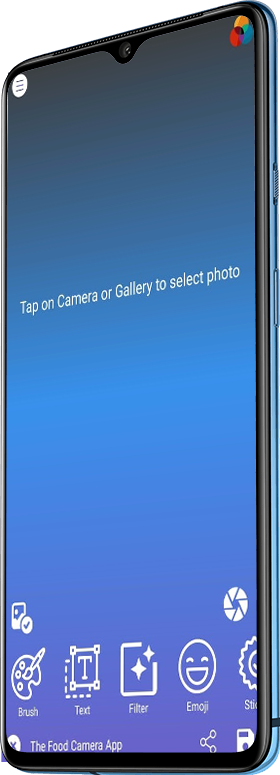 Tap on Camera or Gallery to select photo
Brush
Text
Filter
Emoji
Stic
The Food Camera App